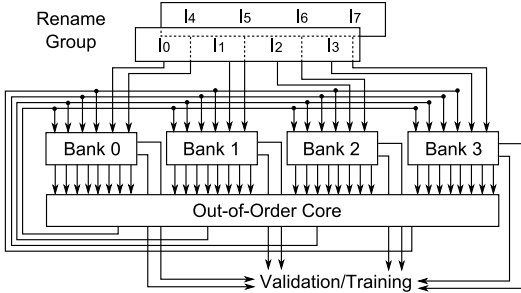 Rename
Group
I4 I5 I6 I7
I0 I1 I2 I3
Bank 0 Bank 1 Bank 2 Bank 3
Out-of-Order Core
Validation/Training